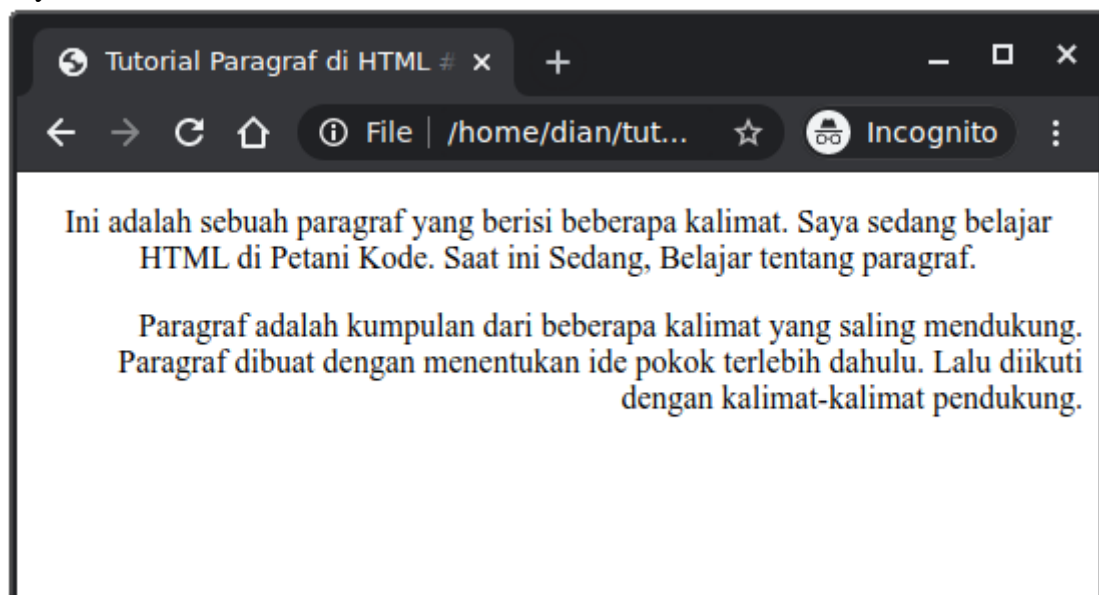 Tutorial Paragraf di HTML #
File | /home/dian/tut...
Incognito
Ini adalah sebuah paragraf yang berisi beberapa kalimat. Saya sedang belajar
HTML di Petani Kode. Saat ini Sedang, Belajar tentang paragraf.
Paragraf adalah kumpulan dari beberapa kalimat yang saling mendukung.
Paragraf dibuat dengan menentukan ide pokok terlebih dahulu. Lalu diikuti
dengan kalimat-kalimat pendukung.